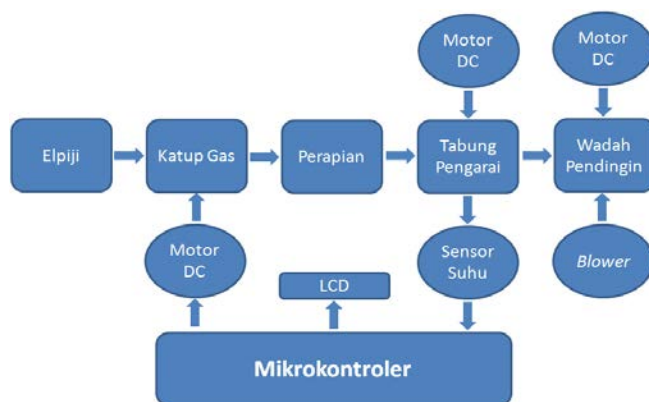 Motor
DC
Motor
DC
Elpiji
Katup Gas
Perapian
Tabung
Pengarai
Wadah
Pendingin
Motor
DC
LCD
Sensor
Suhu
Blower
Mikrokontroler